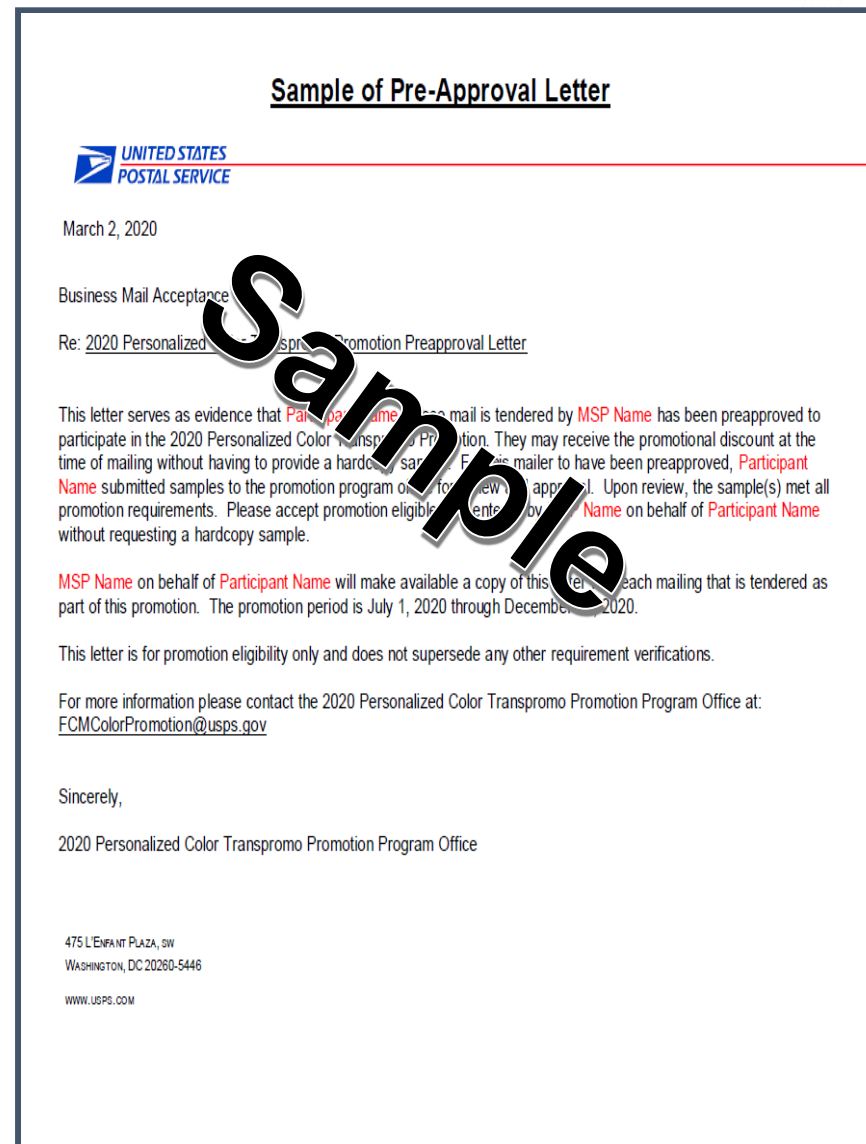 Sample of Pre-Approval Letter
UNITED STATES
POSTAL SERVICE
March 2, 2020
Business Mail Acceptance
Re: 2020 Personalized Promotion Preapproval Letter
This letter serves as evidence that mail is tendered by MSP Name has been preapproved to
participate in the 2020 Personalized Color Promotion. They may receive the promotional discount at the
time of mailing without having to provide a hardcopy mailer to have been preapproved, Participant
Name submitted samples to the promotion program Upon review, the sample(s) met all
promotion requirements. Please accept promotion by Name on behalf of Participant Name
without requesting a hardcopy sample.
MSP Name on behalf of Participant Name will make available a copy of this each mailing that is tendered as
part of this promotion. The promotion period is July 1, 2020 through December 2020.
This letter is for promotion eligibility only and does not supersede any other requirement verifications.
For more information please contact the 2020 Personalized Color Transpromo Promotion Program Office at:
FCMColorPromotion@usps.gov
Sincerely,
2020 Personalized Color Transpromo Promotion Program Office
475 L'ENFANT PLAZA, SW
WASHINGTON, DC 20260-5446
WWW.USPS.COM
Sample